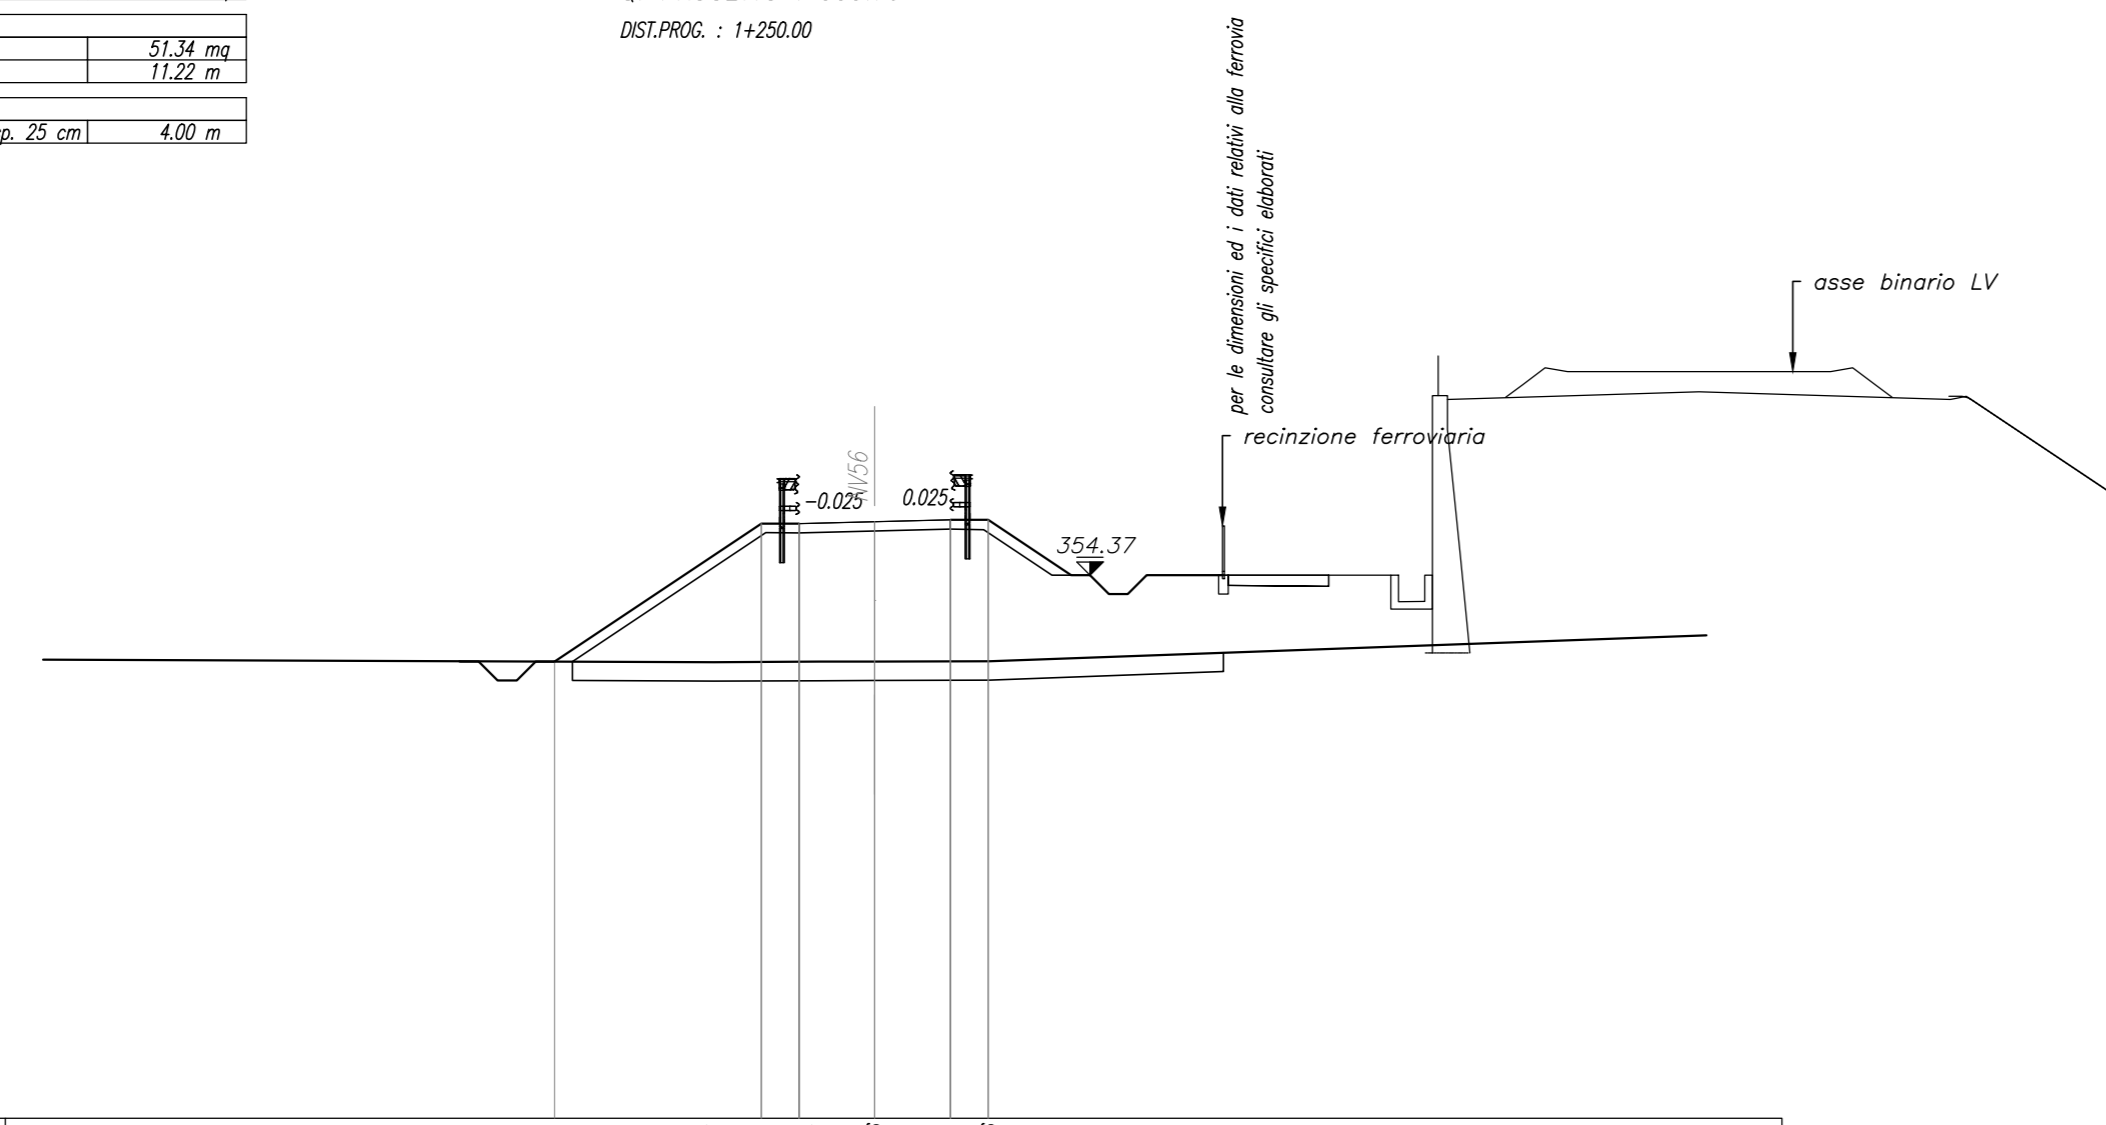 DIST.PROG. : 1+250.00
51.34 mq
11.22 m
sp. 25 cm 4.00 m
per le dimensioni ed i dati relativi alla ferrovia
consultare gli specifici elaborati
asse binario LV
recinzione ferroviaria
NV56
-0.025
0.025
354.37